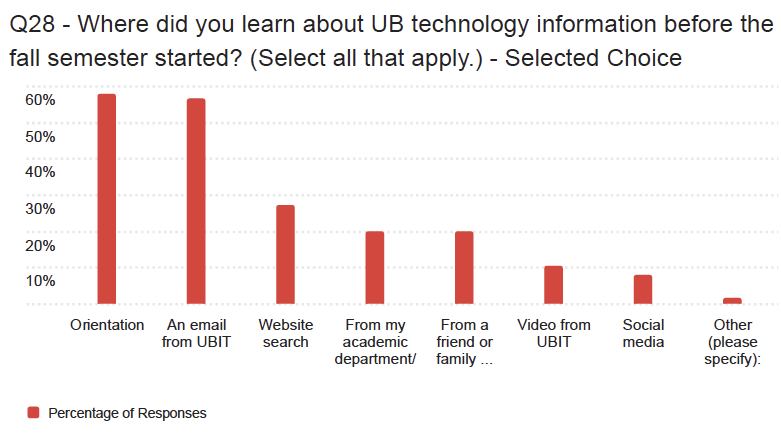 Q28 - Where did you learn about UB technology information before the
fall semester started? (Select all that apply.) - Selected Choice
60%
50%
40%
30%
20%
10%
Orientation
An email
from UBIT
Website
search
From my
academic
department/
From a
friend or
family ...
Video from
UBIT
Social
media
Other
(please
specify):
Percentage of Responses